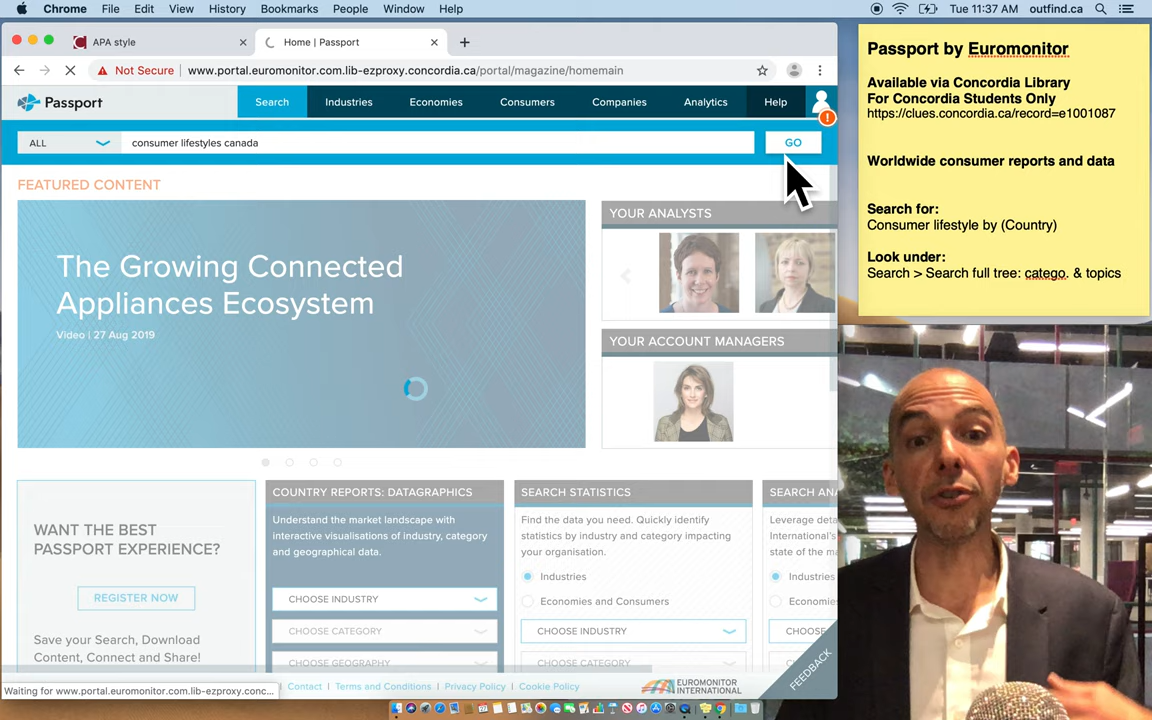 Chrome File Edit View History Bookmarks People Window Help
Tue 11:37 AM outfind.ca
APA style
Home | Passport
Not Secure | www.portal.euromonitor.com.lib-ezproxy.concordia.ca/portal/magazine/homemain
Passport
Search Industries Economies Consumers Companies Analytics Help
!
ALL
consumer lifestyles canada
GO
FEATURED CONTENT
The Growing Connected
Appliances Ecosystem
Video | 27 Aug 2019
YOUR ANALYSTS
YOUR ACCOUNT MANAGERS
WANT THE BEST
PASSPORT EXPERIENCE?
REGISTER NOW
Save your Search, Download
Content, Connect and Share!
COUNTRY REPORTS: DATAGRAPHICS
Understand the market landscape with
interactive visualisations of industry, category
and geographical data.
CHOOSE INDUSTRY
CHOOSE CATEGORY
CHOOSE GEOGRAPHY
SEARCH STATISTICS
Find the data you need. Quickly identify
statistics by industry and category impacting
your organisation.
Industries
Economies and Consumers
CHOOSE INDUSTRY
CHOOSE CATEGORY
SEARCH ANA
Leverage deta
International's
state of the ma
Industries
Economi
CHOOSE
FEEDBACK
Waiting for www.portal.euromonitor.com.lib-ezproxy.conc...
Contact | Terms and Conditions | Privacy Policy | Cookie Policy
EUROMONITOR
INTERNATIONAL
Passport by Euromonitor
Available via Concordia Library
For Concordia Students Only
https://clues.concordia.ca/record=e1001087
Worldwide consumer reports and data
Search for:
Consumer lifestyle by (Country)
Look under:
Search > Search full tree: catego. & topics